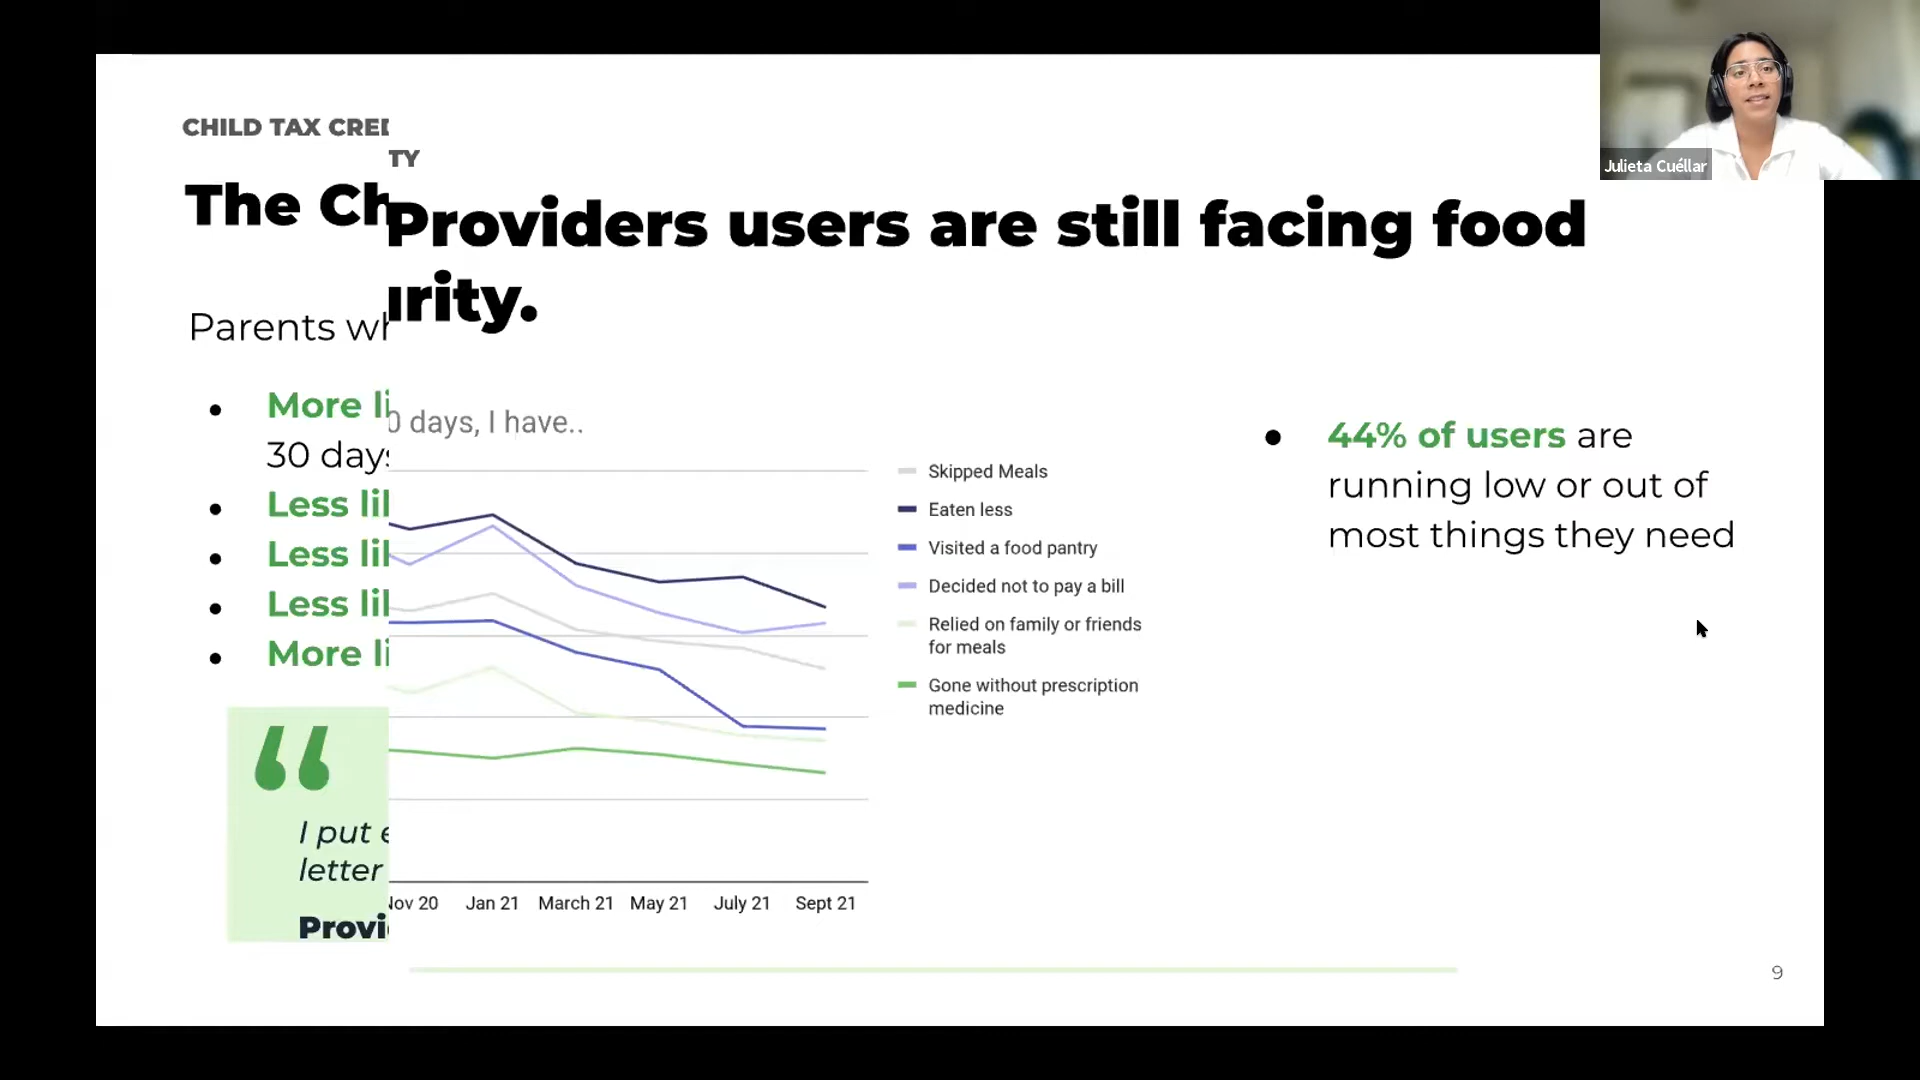 Julieta Cuéllar
CHILD TAX CRE
TY
The Ch
Providers users are still facing food
urity.
Parents wh
More li
30 days
Less lil
Less lil
Less lil
More li
0 days, I have..
Skipped Meals
Eaten less
Visited a food pantry
Decided not to pay a bill
Relied on family or friends
for meals
Gone without prescription
medicine
44% of users are
running low or out of
most things they need
“
I put e
letter
Provi
Nov 20 Jan 21 March 21 May 21 July 21 Sept 21
9